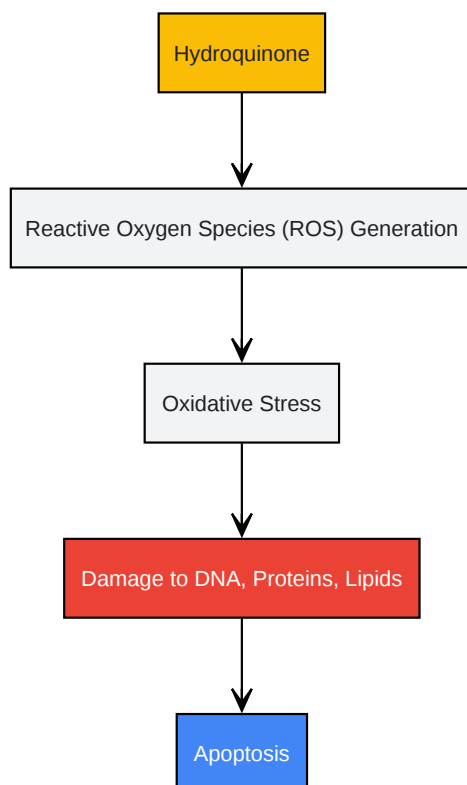 Hydroquinone
Reactive Oxygen Species (ROS) Generation
Oxidative Stress
Damage to DNA, Proteins, Lipids
Apoptosis